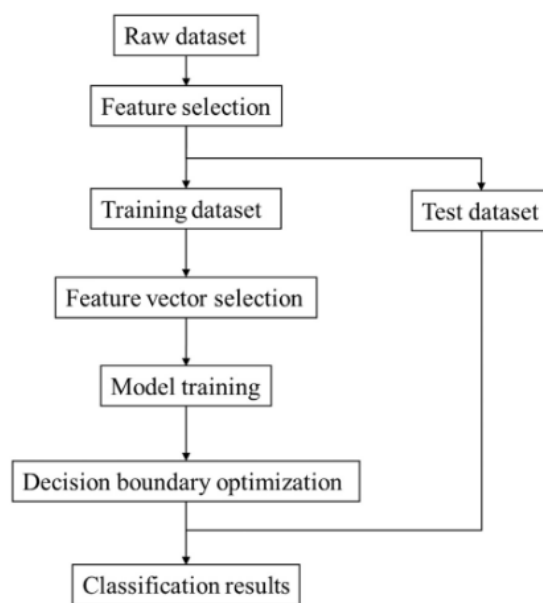 Raw dataset
Feature selection
Training dataset
Test dataset
Feature vector selection
Model training
Decision boundary optimization
Classification results